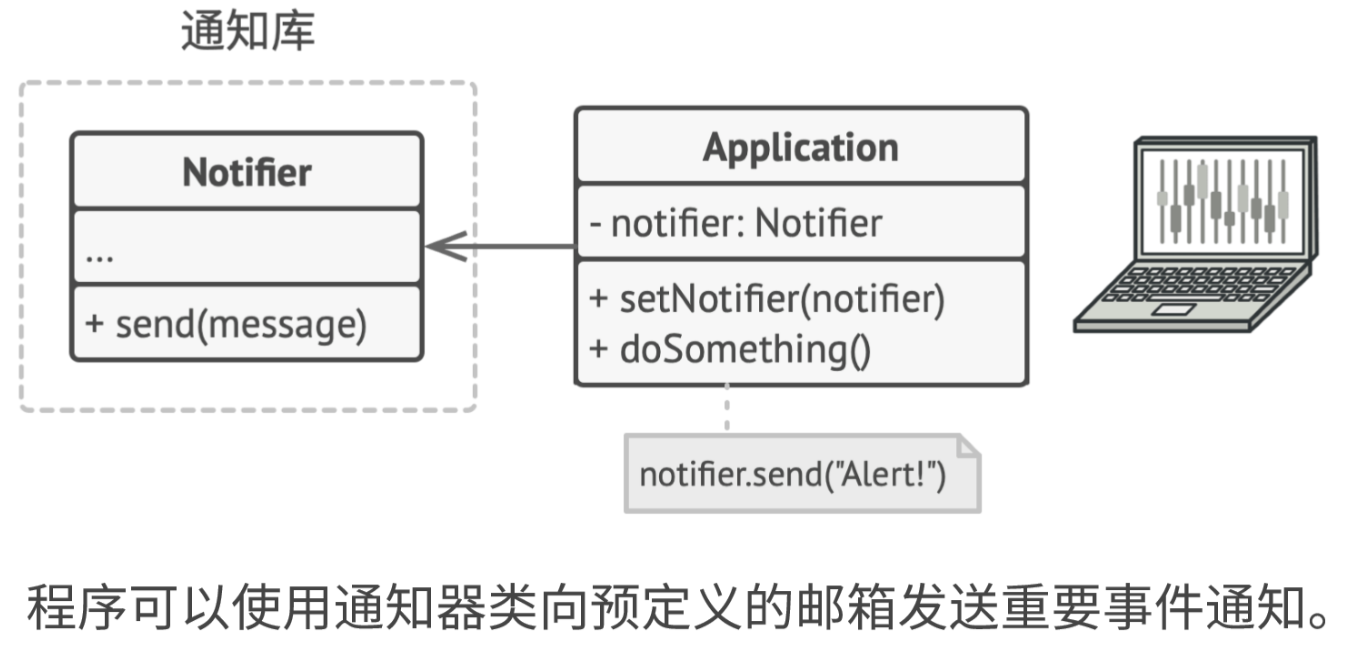 通知库
Notifier
...
+ send(message)
Application
- notifier: Notifier
+ setNotifier(notifier)
+ doSomething()
notifier.send("Alert!")
程序可以使用通知器类向预定义的邮箱发送重要事件通知。